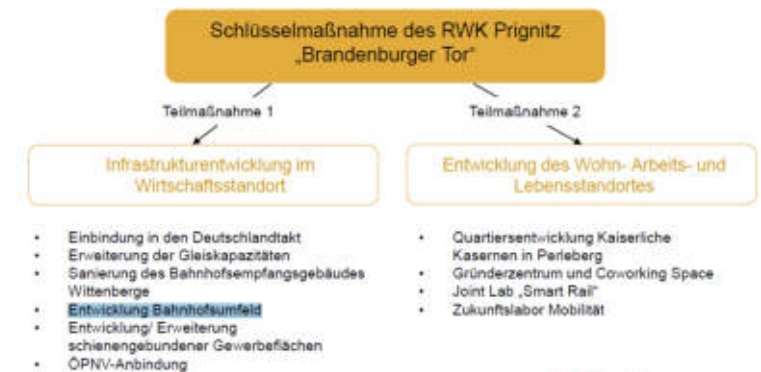 Schlüsselmaßnahme des RWK Prignitz
„Brandenburger Tor“
Teilmaßnahme 1
Teilmaßnahme 2
Infrastrukturentwicklung im
Wirtschaftsstandort
Entwicklung des Wohn- Arbeits- und
Lebensstandortes
• Einbindung in den Deutschlandtakt
• Erweiterung der Gleiskapazitäten
• Sanierung des Bahnhofsempfangsgebäudes
Wittenberge
• Entwicklung Bahnhofsumfeld
• Entwicklung/ Erweiterung
schienengebundener Gewerbeflächen
• ÖPNV-Anbindung
• Quartiersentwicklung Kaiserliche
Kasernen in Perleberg
• Gründerzentrum und Coworking Space
• Joint Lab „Smart Rail“
• Zukunftslabor Mobilität